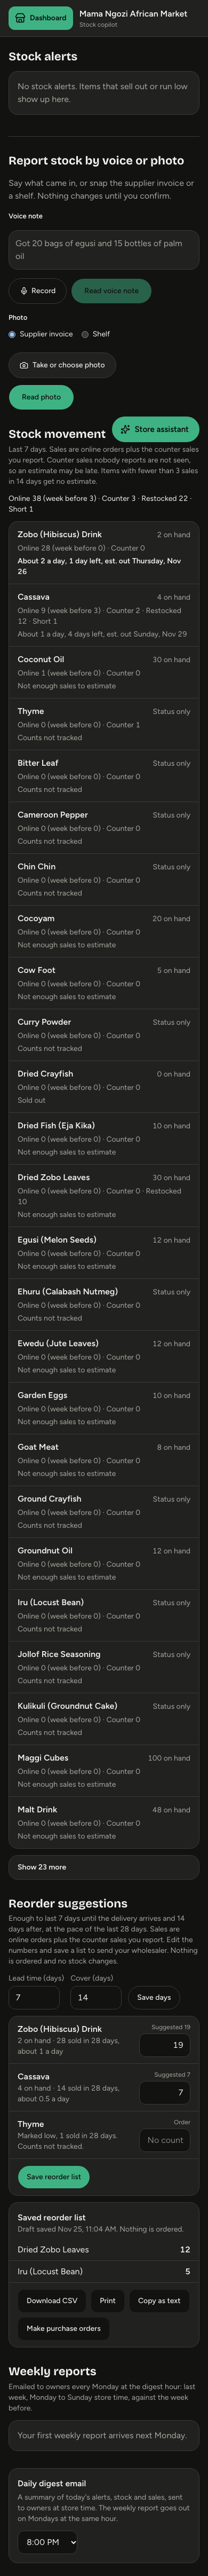 Dashboard
Mama Ngozi African Market
Stock copilot
Stock alerts
No stock alerts. Items that sell out or run low
show up here.
Report stock by voice or photo
Say what came in, or snap the supplier invoice or
a shelf. Nothing changes until you confirm.
Voice note
Got 20 bags of egusi and 15 bottles of palm
oil
Record
Read voice note
Photo
Supplier invoice
Shelf
Take or choose photo
Read photo
Store assistant
Stock movement
Last 7 days. Sales are online orders plus the counter sales
you report. Counter sales nobody reports are not seen,
so an estimate may be late. Items with fewer than 3 sales
in 14 days get no estimate.
Online 38 (week before 3) · Counter 3 · Restocked 22 ·
Short 1
Zobo (Hibiscus) Drink 2 on hand
Online 28 (week before 0) · Counter 0
About 2 a day, 1 day left, est. out Thursday, Nov
26
Cassava 4 on hand
Online 9 (week before 3) · Counter 2 · Restocked
12 · Short 1
About 1 a day, 4 days left, est. out Sunday, Nov 29
Coconut Oil 30 on hand
Online 1 (week before 0) · Counter 0
Not enough sales to estimate
Thyme Status only
Online 0 (week before 0) · Counter 1
Counts not tracked
Bitter Leaf Status only
Online 0 (week before 0) · Counter 0
Counts not tracked
Cameroon Pepper Status only
Online 0 (week before 0) · Counter 0
Counts not tracked
Chin Chin Status only
Online 0 (week before 0) · Counter 0
Counts not tracked
Cocoyam 20 on hand
Online 0 (week before 0) · Counter 0
Not enough sales to estimate
Cow Foot 5 on hand
Online 0 (week before 0) · Counter 0
Not enough sales to estimate
Curry Powder Status only
Online 0 (week before 0) · Counter 0
Counts not tracked
Dried Crayfish 0 on hand
Online 0 (week before 0) · Counter 0
Sold out
Dried Fish (Eja Kika) 10 on hand
Online 0 (week before 0) · Counter 0
Not enough sales to estimate
Dried Zobo Leaves 30 on hand
Online 0 (week before 0) · Counter 0 · Restocked
10
Not enough sales to estimate
Egusi (Melon Seeds) 12 on hand
Online 0 (week before 0) · Counter 0
Not enough sales to estimate
Ehuru (Calabash Nutmeg) Status only
Online 0 (week before 0) · Counter 0
Counts not tracked
Ewedu (Jute Leaves) 12 on hand
Online 0 (week before 0) · Counter 0
Not enough sales to estimate
Garden Eggs 10 on hand
Online 0 (week before 0) · Counter 0
Not enough sales to estimate
Goat Meat 8 on hand
Online 0 (week before 0) · Counter 0
Not enough sales to estimate
Ground Crayfish Status only
Online 0 (week before 0) · Counter 0
Counts not tracked
Groundnut Oil 12 on hand
Online 0 (week before 0) · Counter 0
Not enough sales to estimate
Iru (Locust Bean) Status only
Online 0 (week before 0) · Counter 0
Counts not tracked
Jollof Rice Seasoning Status only
Online 0 (week before 0) · Counter 0
Counts not tracked
Kulikuli (Groundnut Cake) Status only
Online 0 (week before 0) · Counter 0
Counts not tracked
Maggi Cubes 100 on hand
Online 0 (week before 0) · Counter 0
Not enough sales to estimate
Malt Drink 48 on hand
Online 0 (week before 0) · Counter 0
Not enough sales to estimate
Show 23 more
Reorder suggestions
Enough to last 7 days until the delivery arrives and 14
days after, at the pace of the last 28 days. Sales are
online orders plus the counter sales you report. Edit the
numbers and save a list to send your wholesaler. Nothing
is ordered and no stock changes.
Lead time (days) Cover (days)
7 14 Save days
Zobo (Hibiscus) Drink Suggested 19
2 on hand · 28 sold in 28 days,
about 1 a day
19
Cassava Suggested 7
4 on hand · 14 sold in 28 days,
about 0.5 a day
7
Thyme Order
Marked low, 1 sold in 28 days.
Counts not tracked.
No count
Save reorder list
Saved reorder list
Draft saved Nov 25, 11:04 AM. Nothing is ordered.
Dried Zobo Leaves 12
Iru (Locust Bean) 5
Download CSV
Print
Copy as text
Make purchase orders
Weekly reports
Emailed to owners every Monday at the digest hour: last
week, Monday to Sunday store time, against the week
before.
Your first weekly report arrives next Monday.
Daily digest email
A summary of today's alerts, stock and sales, sent
to owners at store time. The weekly report goes out
on Mondays at the same hour.
8:00 PM